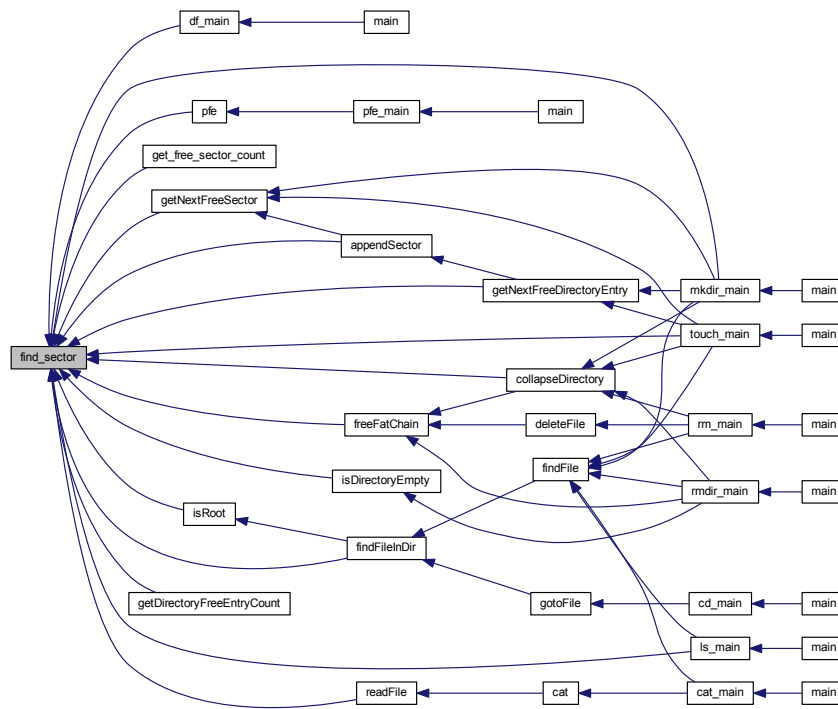 df_main
main
pfe
pfe_main
main
get_free_sector_count
getNextFreeSector
appendSector
getNextFreeDirectoryEntry
mkdir_main
main
touch_main
main
find_sector
collapseDirectory
freeFatChain
deleteFile
rm_main
main
findFile
isDirectoryEmpty
rmdir_main
main
isRoot
findFileInDir
getDirectoryFreeEntryCount
gotoFile
cd_main
main
ls_main
main
readFile
cat
cat_main
main